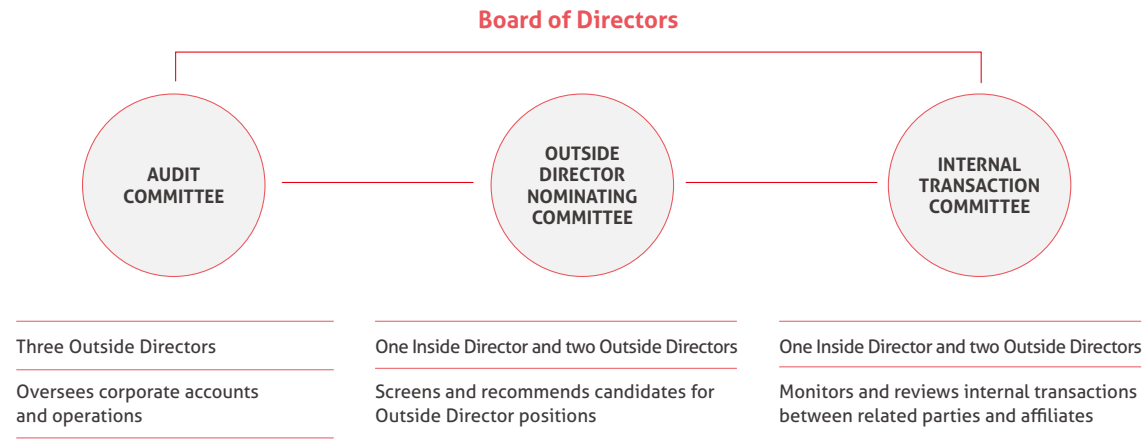 Board of Directors
AUDIT
COMMITTEE
OUTSIDE
DIRECTOR
NOMINATING
COMMITTEE
INTERNAL
TRANSACTION
COMMITTEE
Three Outside Directors
Oversees corporate accounts
and operations
One Inside Director and two Outside Directors
Screens and recommends candidates for
Outside Director positions
One Inside Director and two Outside Directors
Monitors and reviews internal transactions
between related parties and affiliates